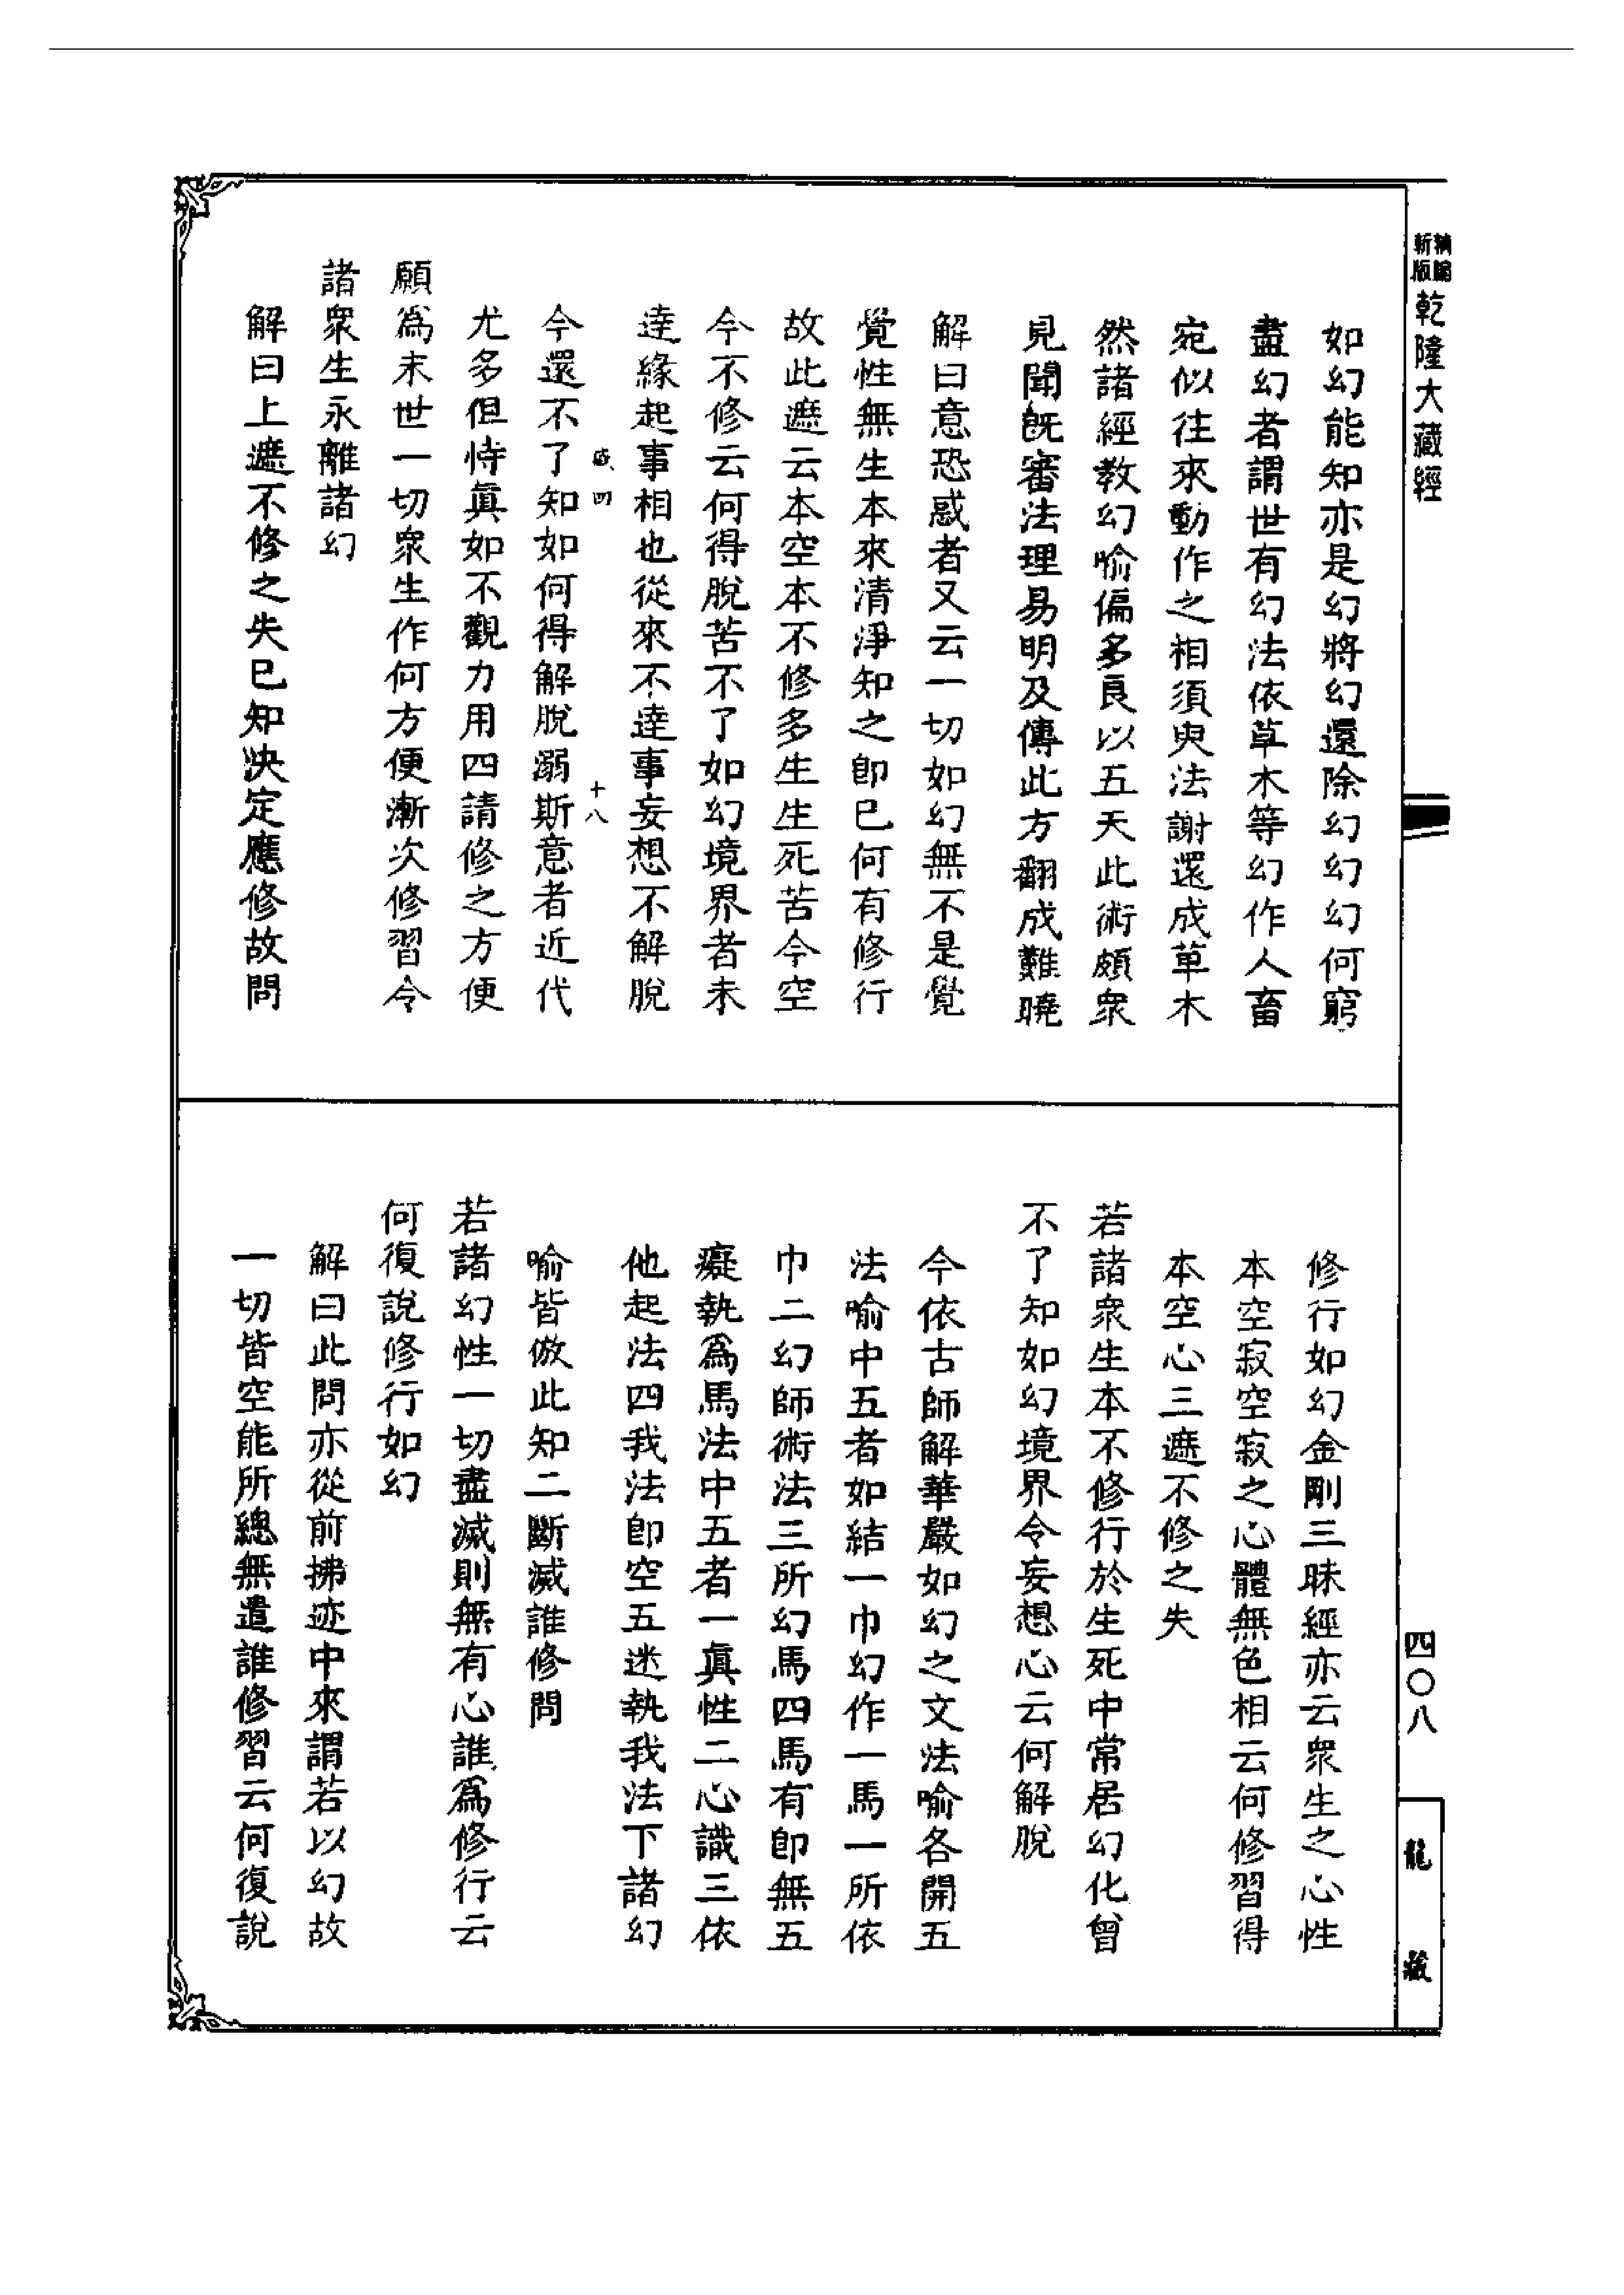 新版
精縮
乾隆大藏經
如幻能知亦是幻將幻還除幻幻幻何窮
盡幻者謂世有幻法依草木等幻作人畜
宛似往來動作之相須臾法謝還成草木
然諸經教幻喻偏多良以五天此術頗衆
見聞旣審法理易明及傳此方翻成難曉
解曰意恐惑者又云一切如幻無不是覺
覺性無生本來清淨知之卽已何有修行
故此遮云本空本不修多生生死苦今空
今不修云何得脫苦不了如幻境界者未
達緣起事相也從來不達事妄想不解脫
咸四 十八
今還不了知如何得解脫溺斯意者近代
尤多但恃眞如不觀力用四請修之方便
願爲末世一切衆生作何方便漸次修習令
諸衆生永離諸幻
解曰上遮不修之失已知決定應修故問
修行如幻金剛三昧經亦云衆生之心性
本空寂空寂之心體無色相云何修習得
本空心三遮不修之失
若諸衆生本不修行於生死中常居幻化曾
不了知如幻境界令妄想心云何解脫
今依古師解華嚴如幻之文法喻各開五
法喻中五者如結一巾幻作一馬一所依
巾二幻師術法三所幻馬四馬有卽無五
癡執爲馬法中五者一眞性二心識三依
他起法四我法卽空五迷執我法下諸幻
喻皆倣此知二斷滅誰修問
若諸幻性一切盡滅則無有心誰爲修行云
何復說修行如幻
解曰此問亦從前拂迹中來謂若以幻故
一切皆空能所總無遣誰修習云何復說
四〇八
龍藏